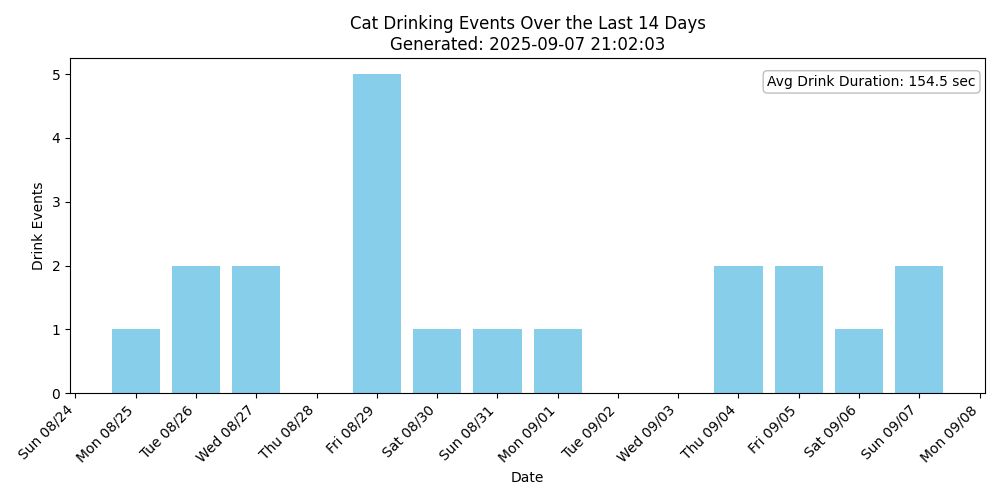 Cat Drinking Events Over the Last 14 Days
Generated: 2025-09-07 21:02:03
Avg Drink Duration: 154.5 sec
Drink Events
5
4
3
2
1
0
Sun 08/24
Mon 08/25
Tue 08/26
Wed 08/27
Thu 08/28
Fri 08/29
Sat 08/30
Sun 08/31
Mon 09/01
Tue 09/02
Wed 09/03
Thu 09/04
Fri 09/05
Sat 09/06
Sun 09/07
Mon 09/08
Date